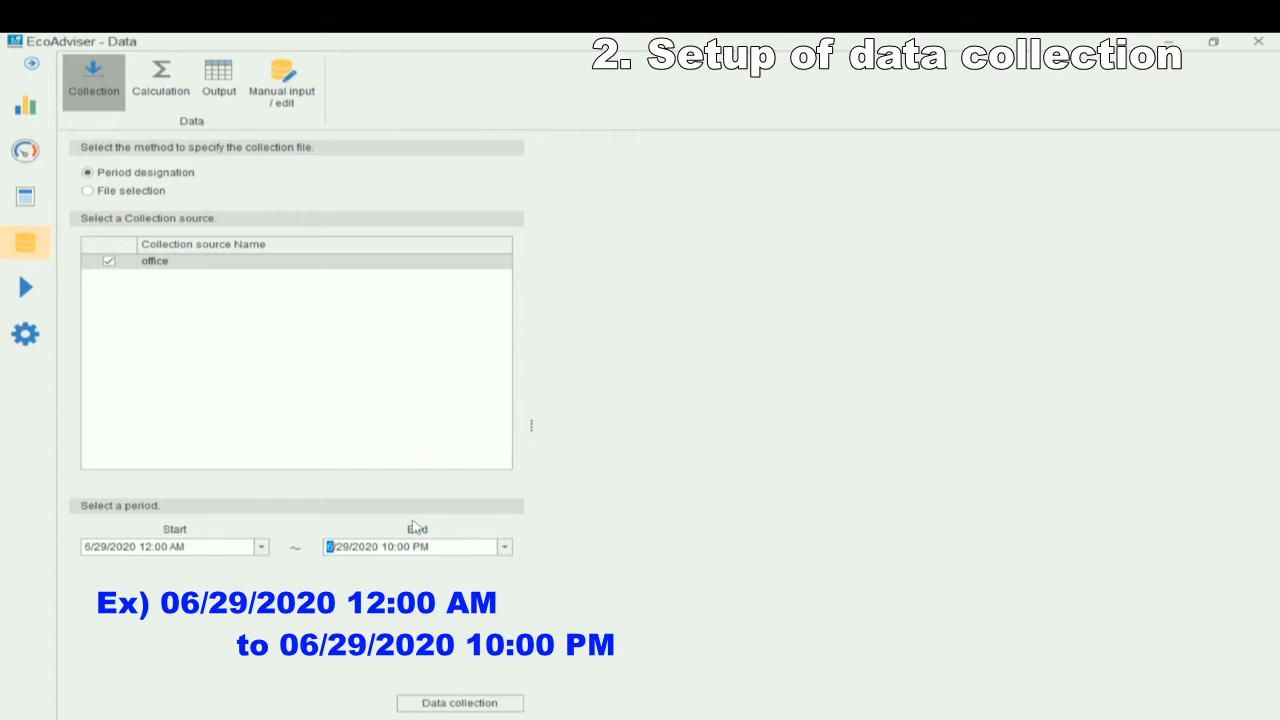 EcoAdviser - Data
2. Setup of data collection
Collection
Calculation
Output
Manual input
/ edit
Data
Select the method to specify the collection file.
Period designation
File selection
Select a Collection source.
Collection source Name
office
Select a period.
Start
End
6/29/2020 12:00 AM
~
6/29/2020 10:00 PM
Ex) 06/29/2020 12:00 AM
to 06/29/2020 10:00 PM
Data collection